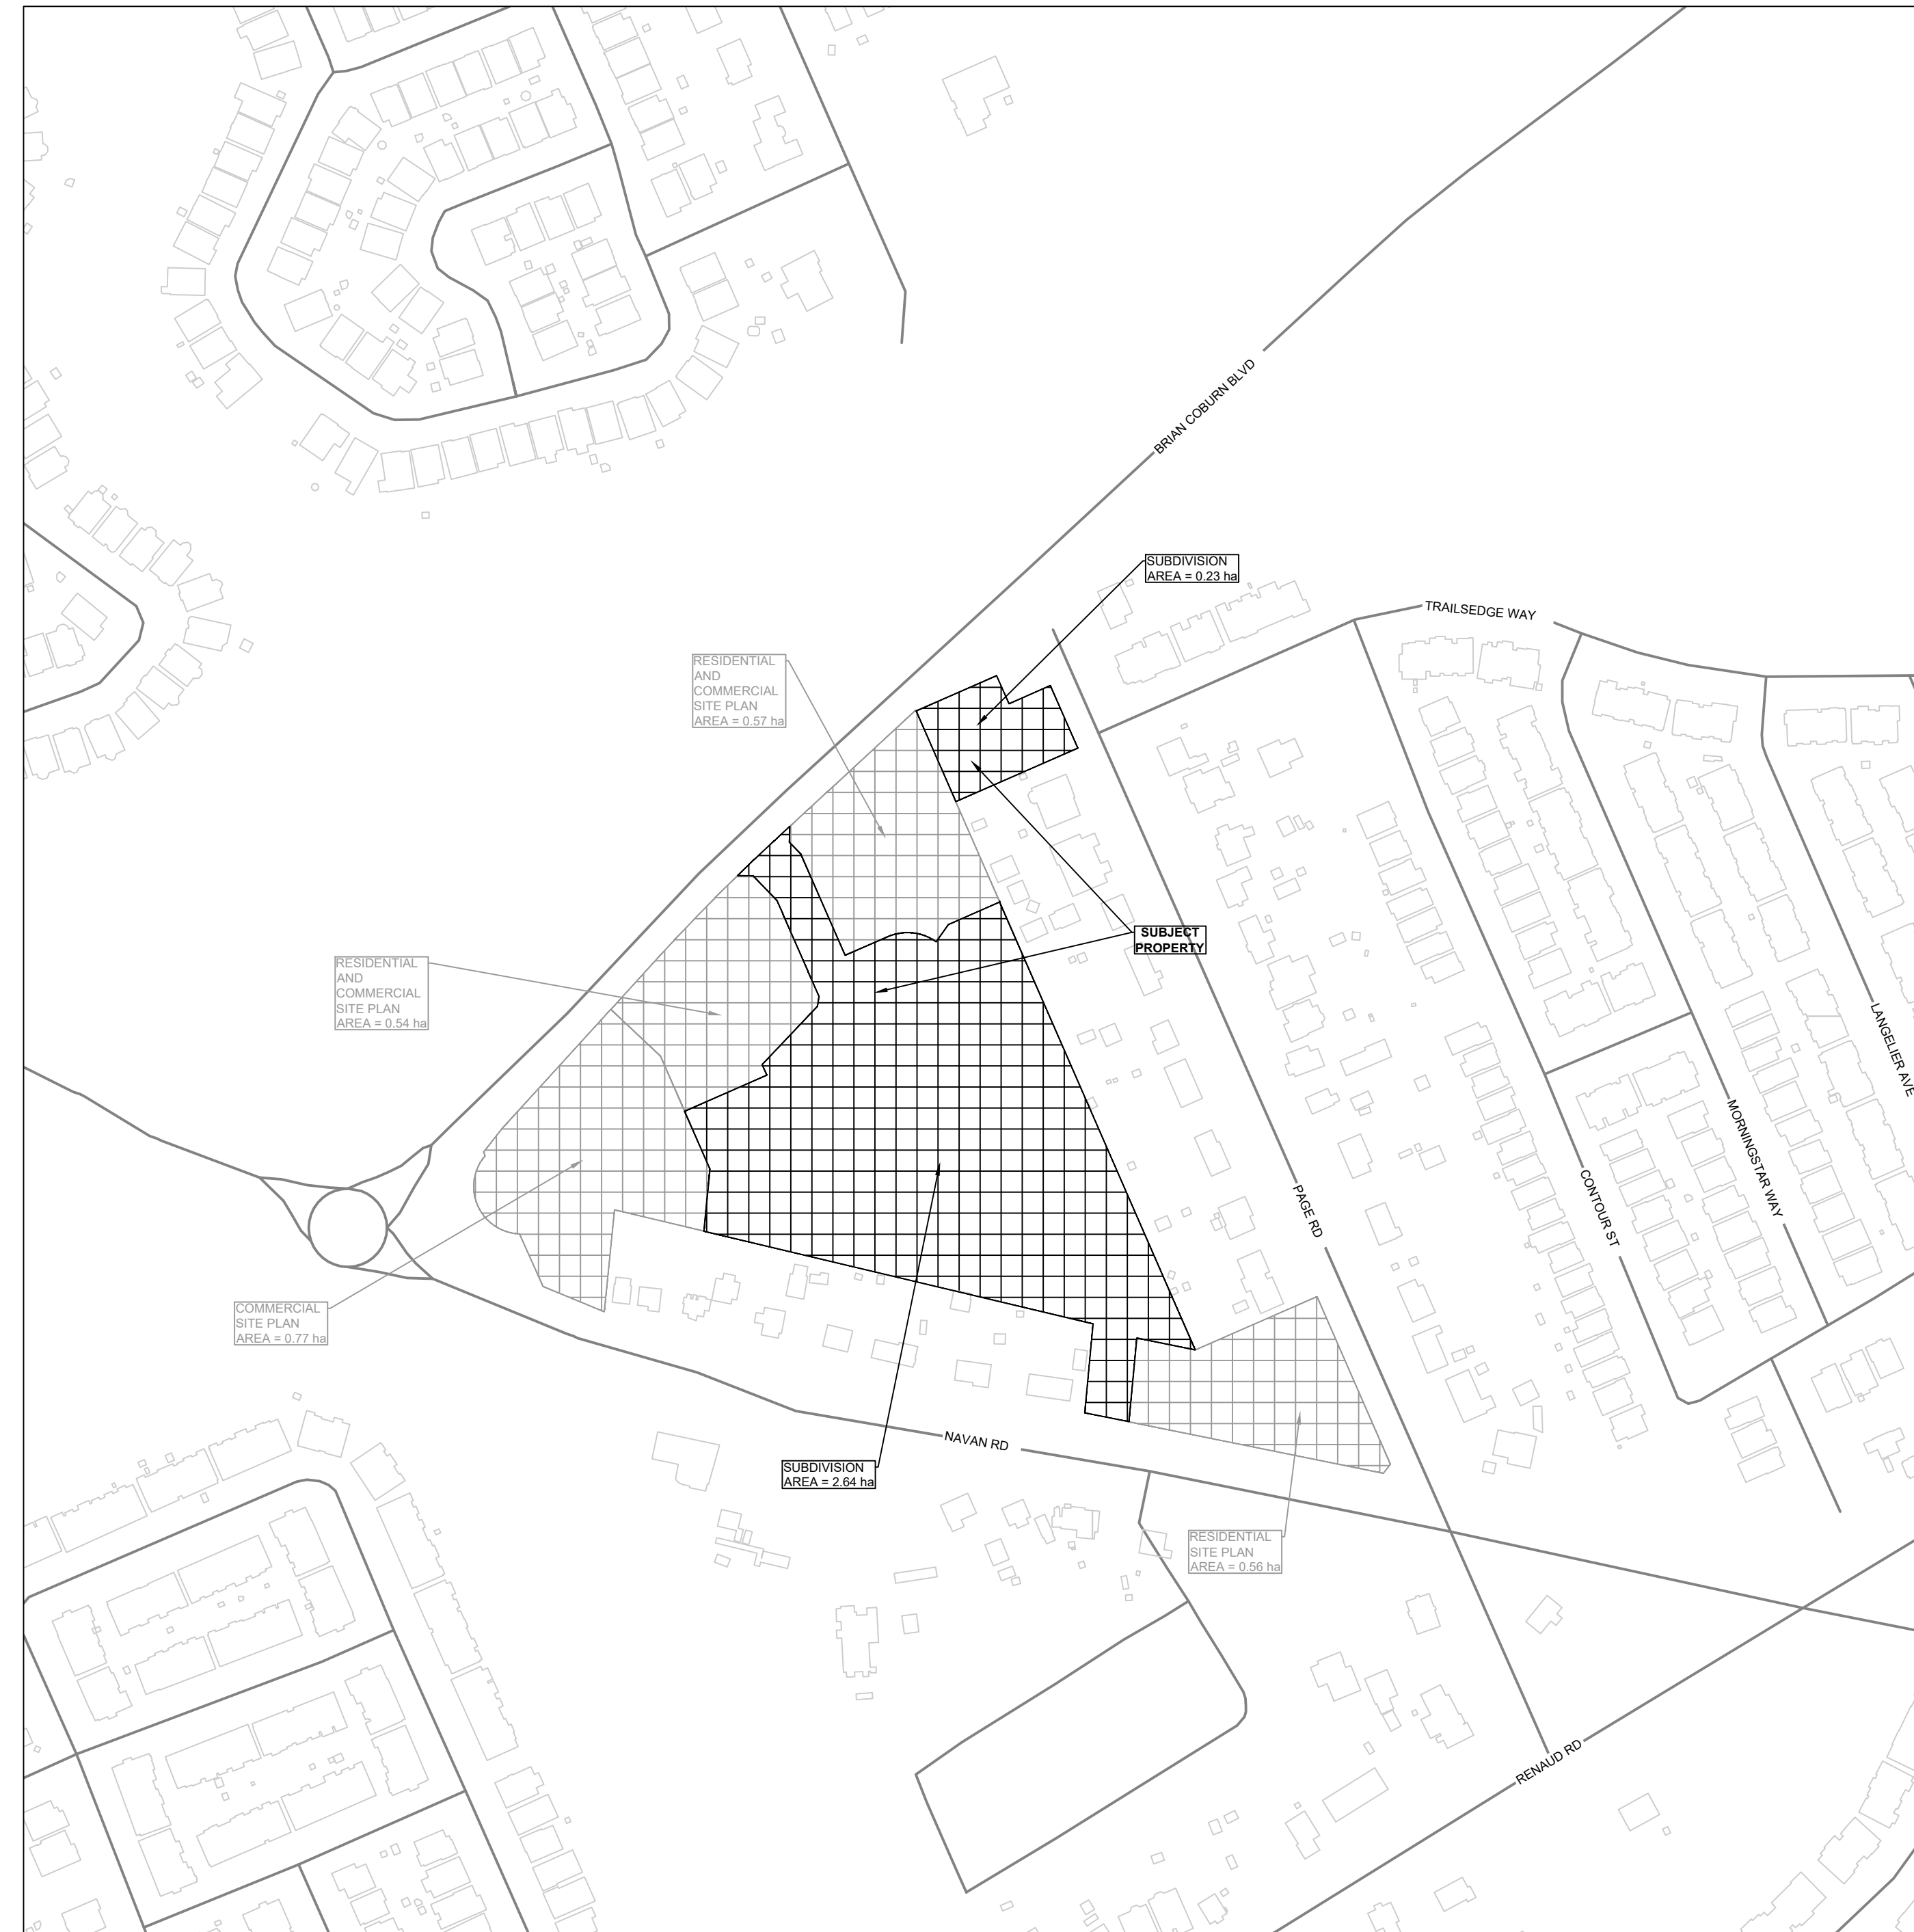 BRIAN COBURN BLVD
SUBDIVISION
AREA = 0.23 ha
TRAILSEDGE WAY
RESIDENTIAL
AND
COMMERCIAL
SITE PLAN
AREA = 0.57 ha
SUBJECT
PROPERTY
RESIDENTIAL
AND
COMMERCIAL
SITE PLAN
AREA = 0.54 ha
LANGELIER AVE
MORNINGSTAR WAY
CONTOUR ST
PAGE RD
COMMERCIAL
SITE PLAN
AREA = 0.77 ha
NAVAN RD
SUBDIVISION
AREA = 2.64 ha
RESIDENTIAL
SITE PLAN
AREA = 0.56 ha
RENAUD RD